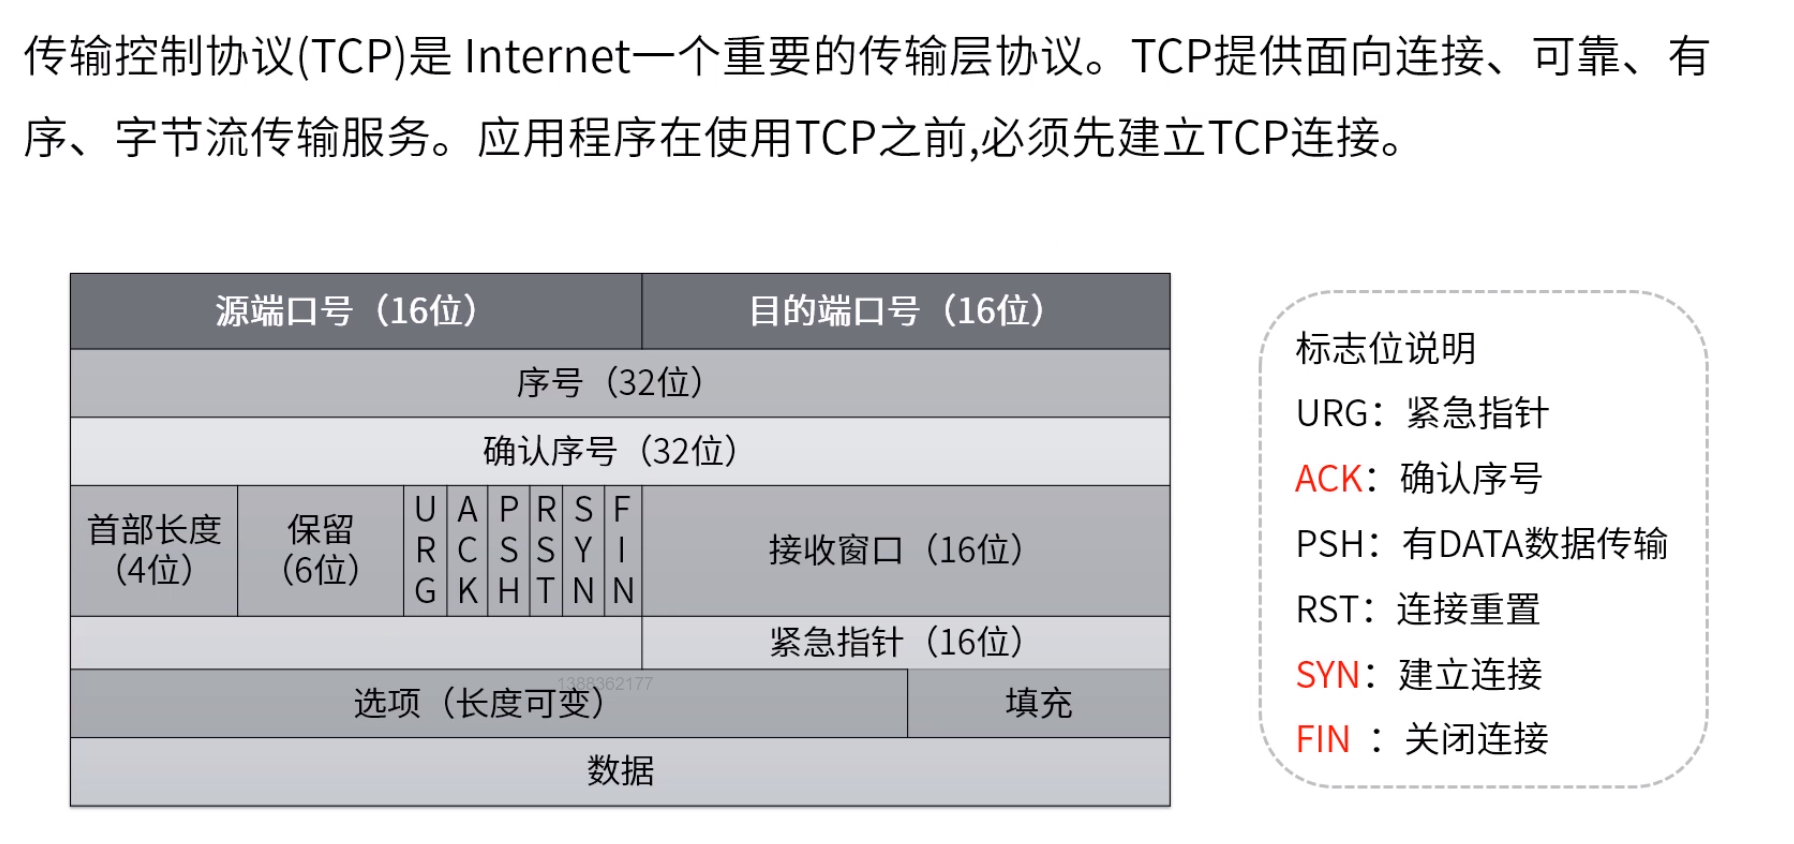 传输控制协议(TCP)是 Internet一个重要的传输层协议。TCP提供面向连接、可靠、有
序、字节流传输服务。应用程序在使用TCP之前,必须先建立TCP连接。
源端口号（16位） 目的端口号（16位）
序号（32位）
确认序号（32位）
首部长度
（4位）
保留
（6位）
URG
ACK
PSH
RST
SYN
FIN
接收窗口（16位）
紧急指针（16位）
1388362177
选项（长度可变） 填充
数据
标志位说明
URG：紧急指针
ACK：确认序号
PSH：有DATA数据传输
RST：连接重置
SYN：建立连接
FIN ：关闭连接